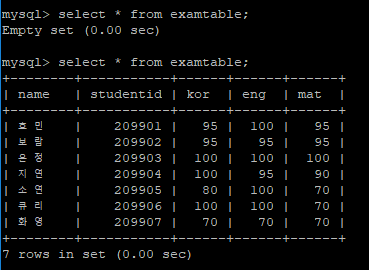 mysql> select * from examtable;
Empty set (0.00 sec)
mysql> select * from examtable;
+--------+-----------+------+------+------+
| name   | studentid | kor  | eng  | mat  |
+--------+-----------+------+------+------+
| 효민   |    209901 |   95 |  100 |   95 |
| 보람   |    209902 |   95 |   95 |   95 |
| 은정   |    209903 |  100 |  100 |  100 |
| 지연   |    209904 |  100 |   95 |   90 |
| 소연   |    209905 |   80 |  100 |   70 |
| 큐리   |    209906 |  100 |  100 |   70 |
| 화영   |    209907 |   70 |   70 |   70 |
+--------+-----------+------+------+------+
7 rows in set (0.00 sec)